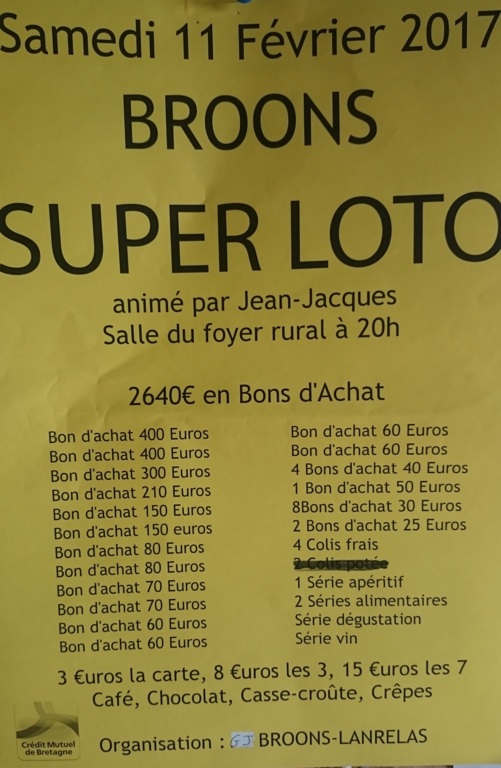 Samedi 11 Février 2017
BROONS
SUPER LOTO
animé par Jean-Jacques
Salle du foyer rural à 20h
2640€ en Bons d'Achat
Bon d'achat 400 Euros
Bon d'achat 400 Euros
Bon d'achat 300 Euros
Bon d'achat 210 Euros
Bon d'achat 150 Euros
Bon d'achat 150 euros
Bon d'achat 80 Euros
Bon d'achat 80 Euros
Bon d'achat 70 Euros
Bon d'achat 70 Euros
Bon d'achat 60 Euros
Bon d'achat 60 Euros
Bon d'achat 60 Euros
Bon d'achat 60 Euros
4 Bons d'achat 40 Euros
1 Bon d'achat 50 Euros
8Bons d'achat 30 Euros
2 Bons d'achat 25 Euros
4 Colis frais
2 Colis potée
1 Série apéritif
2 Séries alimentaires
Série dégustation
Série vin
3 €uros la carte, 8 €uros les 3, 15 €uros les 7
Café, Chocolat, Casse-croûte, Crêpes
Crédit Mutuel
de Bretagne
Organisation : GJ BROONS-LANRELAS